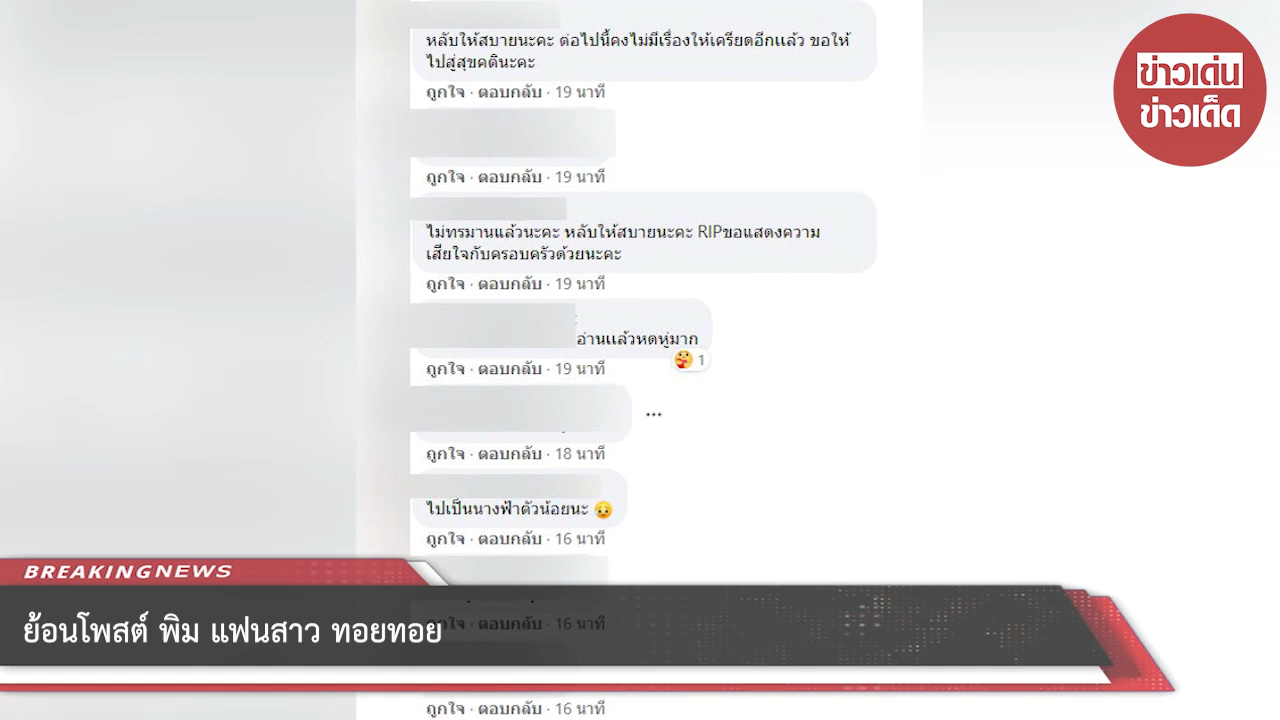 หลับให้สบายนะคะ ต่อไปนี้คงไม่มีเรื่องให้เครียดอีกแล้ว ขอให้
ไปสู่สุขคตินะคะ
ถูกใจ · ตอบกลับ · 19 นาที
ข่าวเด่น
ข่าวเด็ด
ถูกใจ · ตอบกลับ · 19 นาที
ไม่ทรมานแล้วนะคะ หลับให้สบายนะคะ RIPขอแสดงความ
เสียใจกับครอบครัวด้วยนะคะ
ถูกใจ · ตอบกลับ · 19 นาที
อ่านแล้วหดหู่มาก
1
ถูกใจ · ตอบกลับ · 19 นาที
...
ถูกใจ · ตอบกลับ · 18 นาที
ไปเป็นนางฟ้าตัวน้อยนะ 😥
ถูกใจ · ตอบกลับ · 16 นาที
BREAKINGNEWS
ย้อนโพสต์ พิม แฟนสาว ทอยทอย
ถูกใจ · ตอบกลับ · 16 นาที
ถูกใจ · ตอบกลับ · 16 นาที